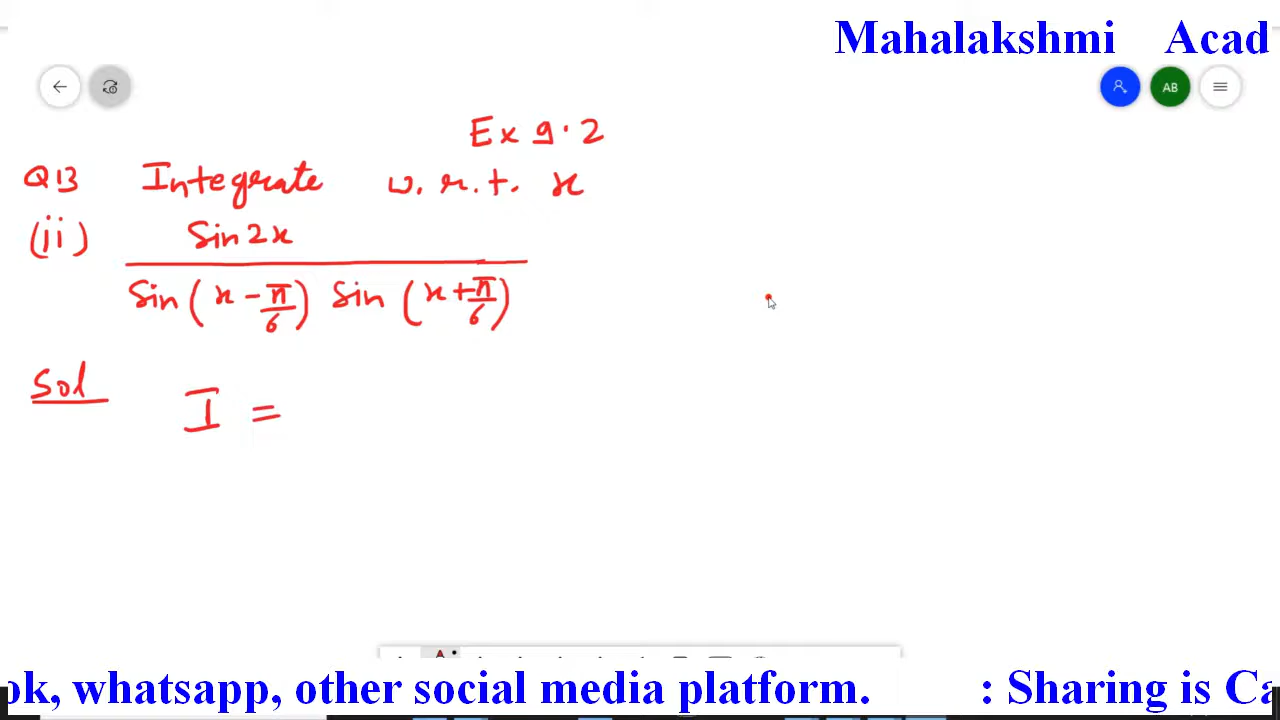 Mahalakshmi Acad
AB
Ex 9.2
Q13 Integrate w.r.t. x
(ii) Sin 2x
Sin(x - π/6) Sin(x + π/6)
Sol I =
ok, whatsapp, other social media platform. : Sharing is Ca